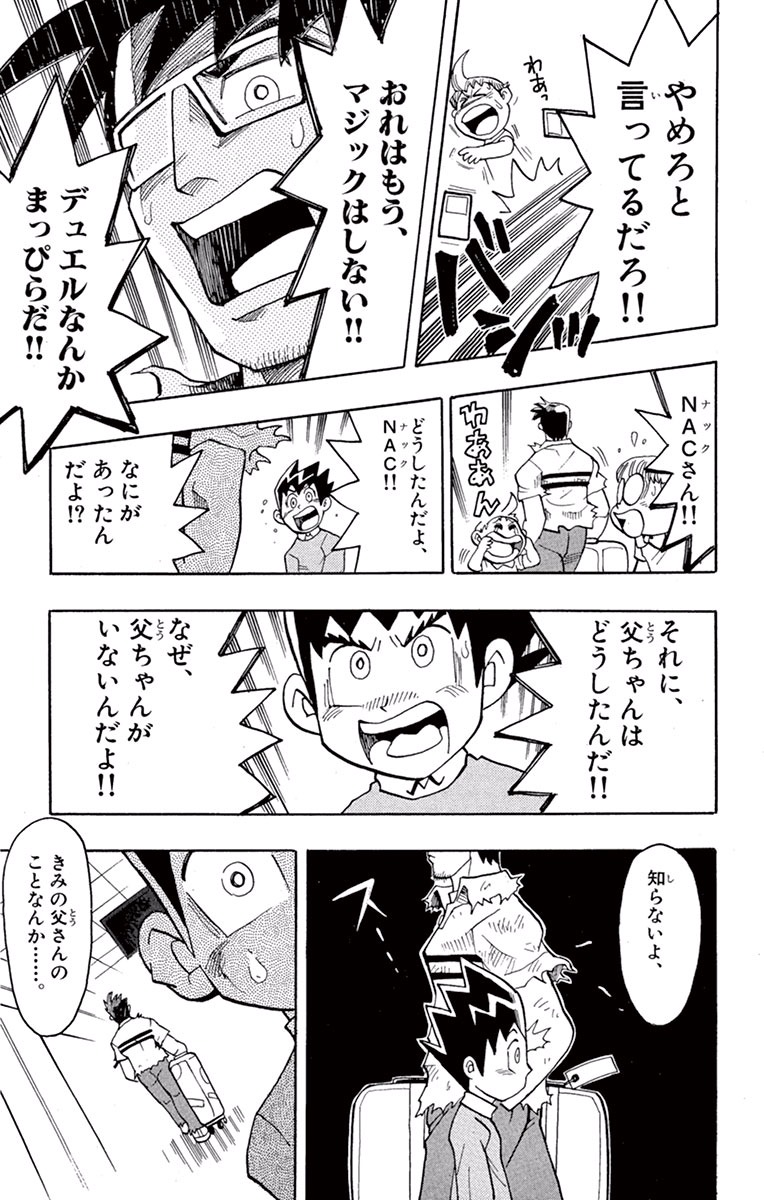 やめろと
言ってるだろ!!
わあっ
バババッ
おれはもう、
マジックはしない!!
デュエルなんか
まっぴらだ!!
NACさん!!
わああぁん
どうしたんだよ、
NAC!!
なにが
あったん
だよ!?
それに、
父ちゃんは
どうしたんだ!!
なぜ、
父ちゃんが
いないんだよ!!
知らないよ、
ス
きみの父さんの
ことなんか……。